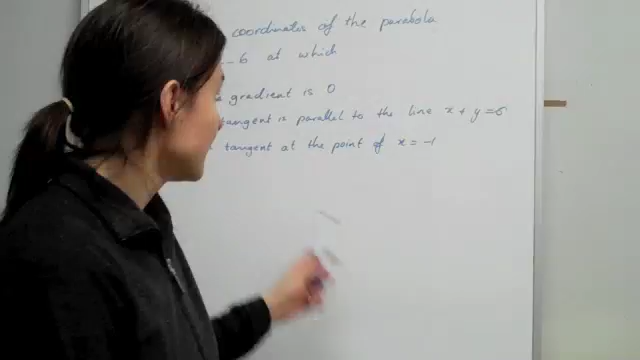 coordinates of the parabola
6 at which
gradient is 0
tangent is parallel to the line x + y = 6
tangent at the point of x = -1